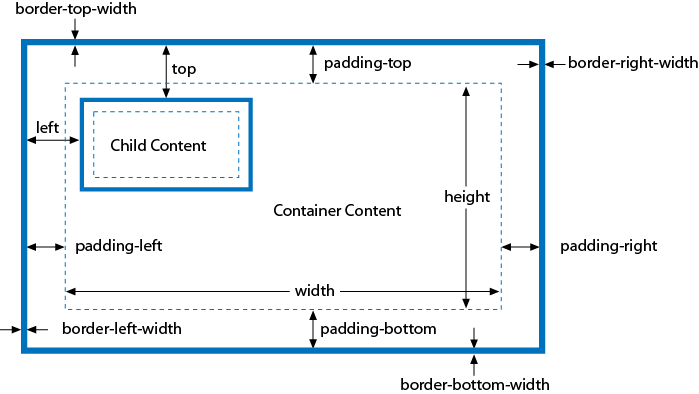 border-top-width
top
padding-top
border-right-width
left
Child Content
height
Container Content
padding-left
padding-right
width
border-left-width
padding-bottom
border-bottom-width